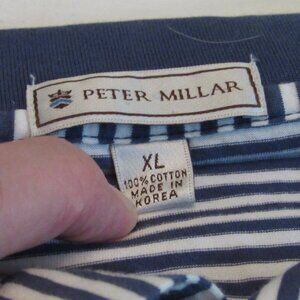 PETER MILLAR
XL
100% COTTON
MADE IN
KOREA